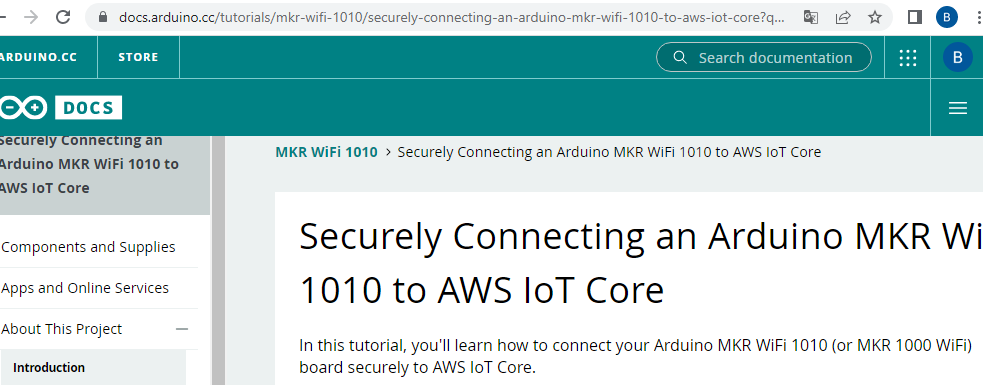 docs.arduino.cc/tutorials/mkr-wifi-1010/securely-connecting-an-arduino-mkr-wifi-1010-to-aws-iot-core?q...
B
ARDUINO.CC
STORE
Search documentation
B
DOCS
Securely Connecting an
Arduino MKR WiFi 1010 to
AWS IoT Core
MKR WiFi 1010 > Securely Connecting an Arduino MKR WiFi 1010 to AWS IoT Core
Components and Supplies
Apps and Online Services
About This Project
Introduction
Securely Connecting an Arduino MKR Wi
1010 to AWS IoT Core
In this tutorial, you'll learn how to connect your Arduino MKR WiFi 1010 (or MKR 1000 WiFi)
board securely to AWS IoT Core.